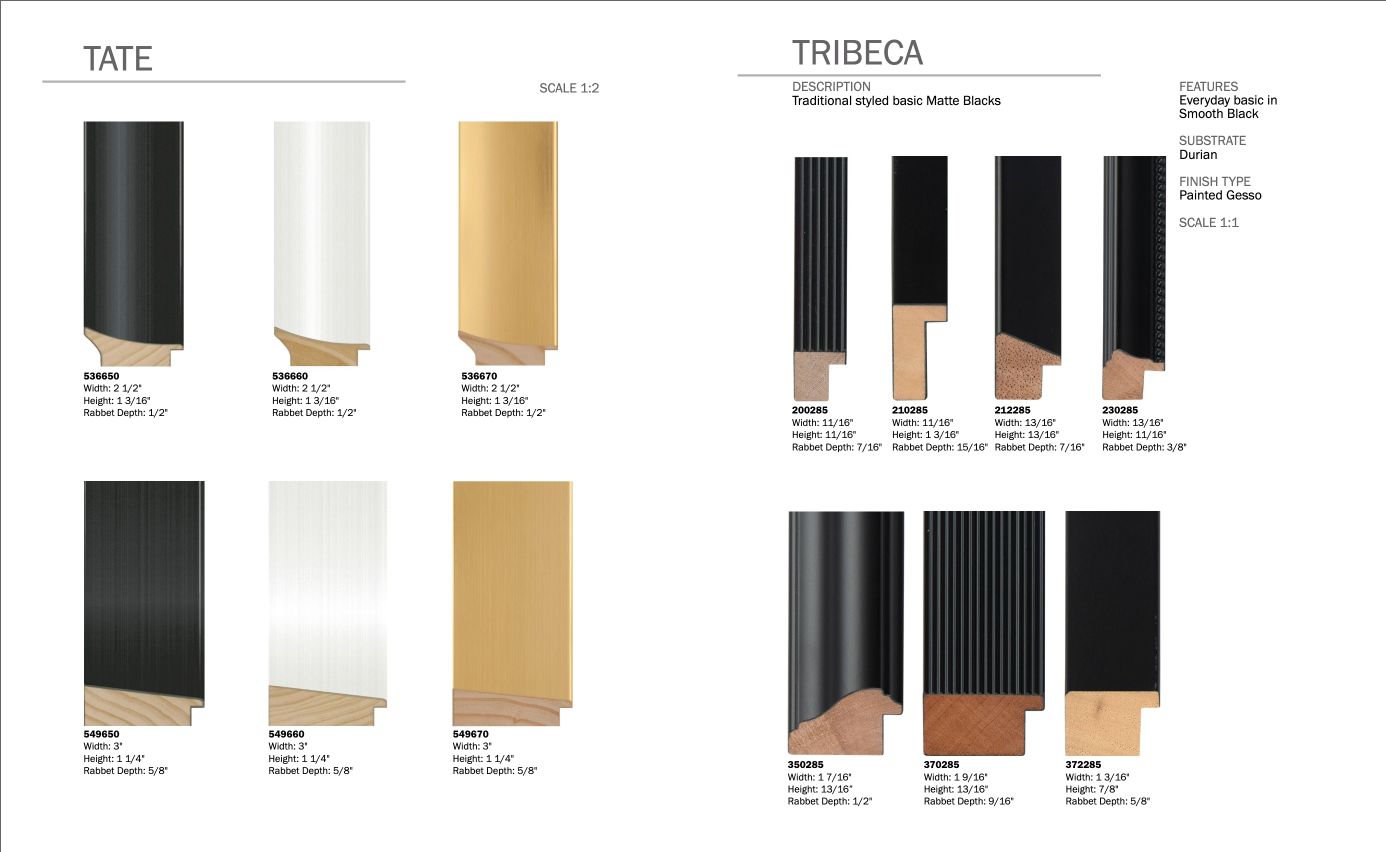 TATE
SCALE 1:2
536650
Width: 2 1/2"
Height: 1 3/16"
Rabbet Depth: 1/2"
536660
Width: 2 1/2"
Height: 1 3/16"
Rabbet Depth: 1/2"
536670
Width: 2 1/2"
Height: 1 3/16"
Rabbet Depth: 1/2"
549650
Width: 3"
Height: 1 1/4"
Rabbet Depth: 5/8"
549660
Width: 3"
Height: 1 1/4"
Rabbet Depth: 5/8"
549670
Width: 3"
Height: 1 1/4"
Rabbet Depth: 5/8"
TRIBECA
DESCRIPTION
Traditional styled basic Matte Blacks
FEATURES
Everyday basic in
Smooth Black
SUBSTRATE
Durian
FINISH TYPE
Painted Gesso
SCALE 1:1
200285
Width: 11/16"
Height: 11/16"
Rabbet Depth: 7/16"
210285
Width: 11/16"
Height: 1 3/16"
Rabbet Depth: 15/16"
212285
Width: 13/16"
Height: 13/16"
Rabbet Depth: 7/16"
230285
Width: 13/16"
Height: 11/16"
Rabbet Depth: 3/8"
350285
Width: 1 7/16"
Height: 13/16"
Rabbet Depth: 1/2"
370285
Width: 1 9/16"
Height: 13/16"
Rabbet Depth: 9/16"
372285
Width: 1 3/16"
Height: 7/8"
Rabbet Depth: 5/8"